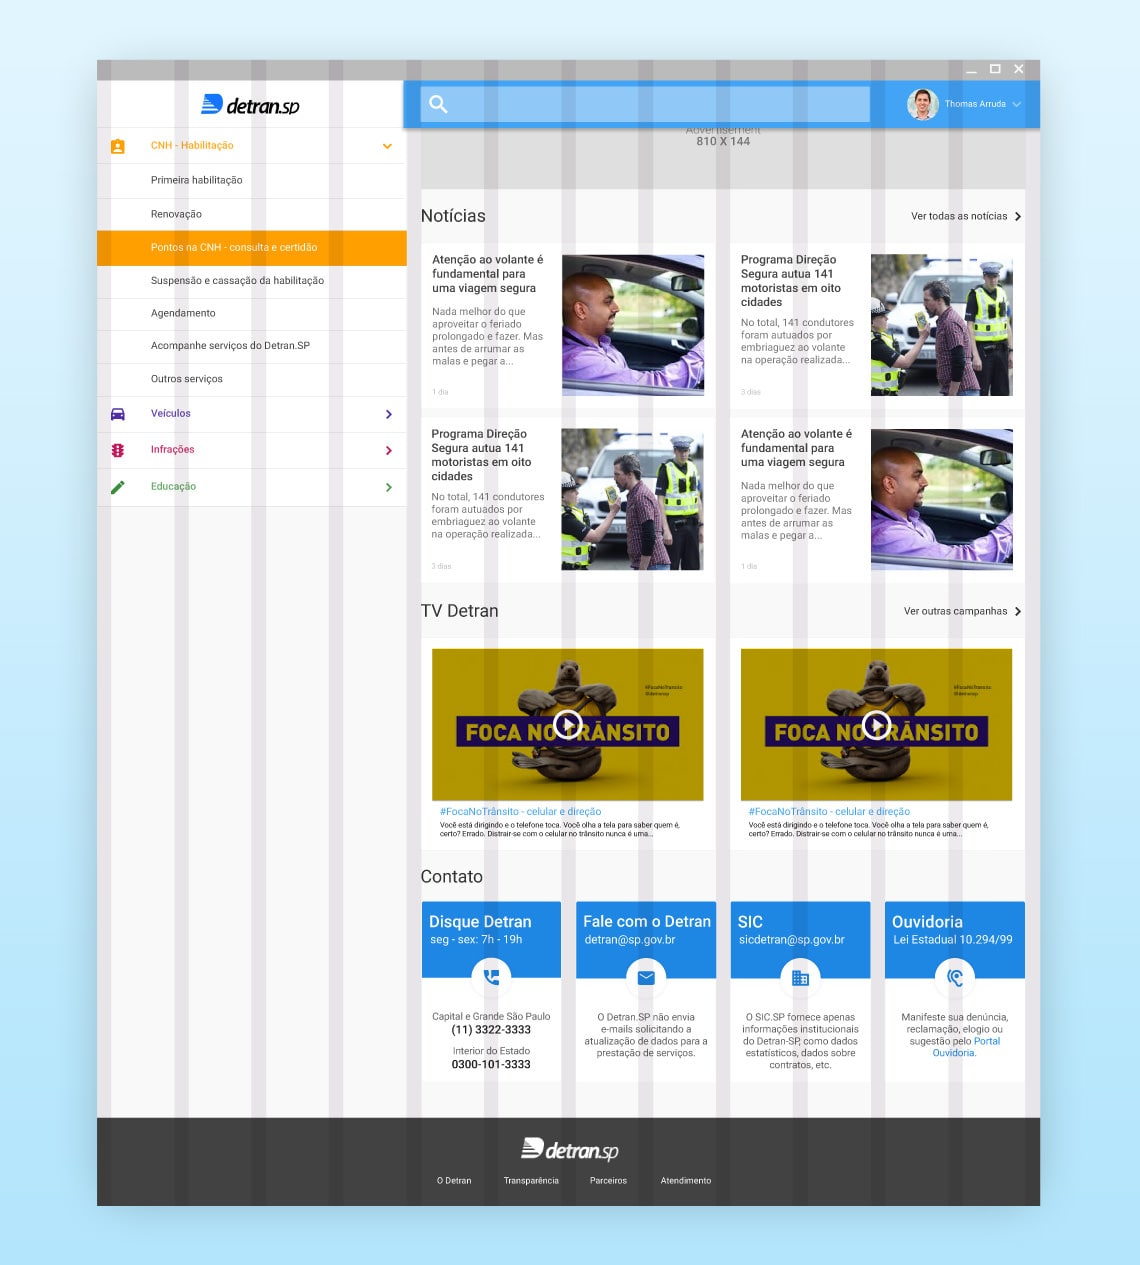 detran.sp
Thomas Arruda
CNH - Habilitação
Primeira habilitação
Renovação
Pontos na CNH - consulta e certidão
Suspensão e cassação da habilitação
Agendamento
Acompanhe serviços do Detran.SP
Outros serviços
Veículos
Infrações
Educação
Advertisement
810 X 144
Notícias
Ver todas as notícias
Atenção ao volante é
fundamental para
uma viagem segura
Nada melhor do que
aproveitar o feriado
prolongado e fazer. Mas
antes de arrumar as
malas e pegar a...
1 dia
Programa Direção
Segura autua 141
motoristas em oito
cidades
No total, 141 condutores
foram autuados por
embriaguez ao volante
na operação realizada...
3 dias
Programa Direção
Segura autua 141
motoristas em oito
cidades
No total, 141 condutores
foram autuados por
embriaguez ao volante
na operação realizada...
3 dias
Atenção ao volante é
fundamental para
uma viagem segura
Nada melhor do que
aproveitar o feriado
prolongado e fazer. Mas
antes de arrumar as
malas e pegar a...
1 dia
TV Detran
Ver outras campanhas
#FocaNoTransito
@detransp
FOCA NO TRÂNSITO
#FocaNoTrânsito - celular e direção
Você está dirigindo e o telefone toca. Você olha a tela para saber quem é,
certo? Errado. Distrair-se com o celular no trânsito nunca é uma...
#FocaNoTransito
@detransp
FOCA NO TRÂNSITO
#FocaNoTrânsito - celular e direção
Você está dirigindo e o telefone toca. Você olha a tela para saber quem é,
certo? Errado. Distrair-se com o celular no trânsito nunca é uma...
Contato
Disque Detran
seg - sex: 7h - 19h
Capital e Grande São Paulo
(11) 3322-3333
Interior do Estado
0300-101-3333
Fale com o Detran
detran@sp.gov.br
O Detran.SP não envia
e-mails solicitando a
atualização de dados para a
prestação de serviços.
SIC
sicdetran@sp.gov.br
O SIC.SP fornece apenas
informações institucionais
do Detran-SP, como dados
estatísticos, dados sobre
contratos, etc.
Ouvidoria
Lei Estadual 10.294/99
Manifeste sua denúncia,
reclamação, elogio ou
sugestão pelo Portal
Ouvidoria.
detran.sp
O Detran
Transparência
Parceiros
Atendimento